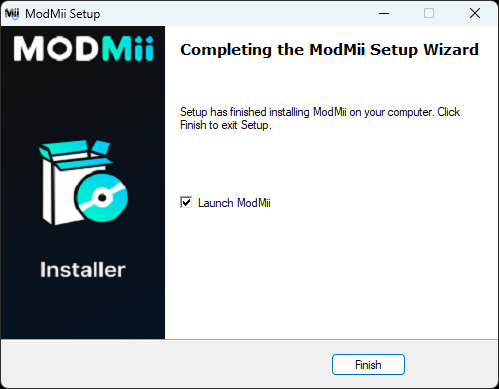 ModMii Setup
MODMii
Completing the ModMii Setup Wizard
Setup has finished installing ModMii on your computer. Click
Finish to exit Setup.
Launch ModMii
Installer
Finish